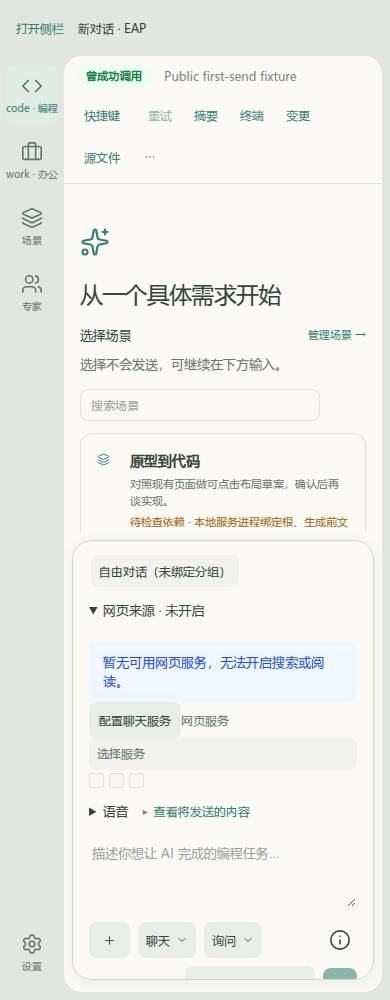 打开侧栏 新对话 · EAP
曾成功调用 Public first-send fixture
code · 编程
快捷键 重试 摘要 终端 变更
work · 办公
源文件 ···
场景
专家
从一个具体需求开始
选择场景 管理场景 →
选择不会发送，可继续在下方输入。
搜索场景
原型到代码
对照现有页面做可点击布局草案，确认后再
谈实现。
待检查依赖 · 本地服务进程绑定根、生成前文
自由对话（未绑定分组）
▼ 网页来源 · 未开启
暂无可用网页服务，无法开启搜索或阅
读。
配置聊天服务 网页服务
选择服务
▶ 语音 ▸ 查看将发送的内容
描述你想让 AI 完成的编程任务...
+ 聊天 询问
设置